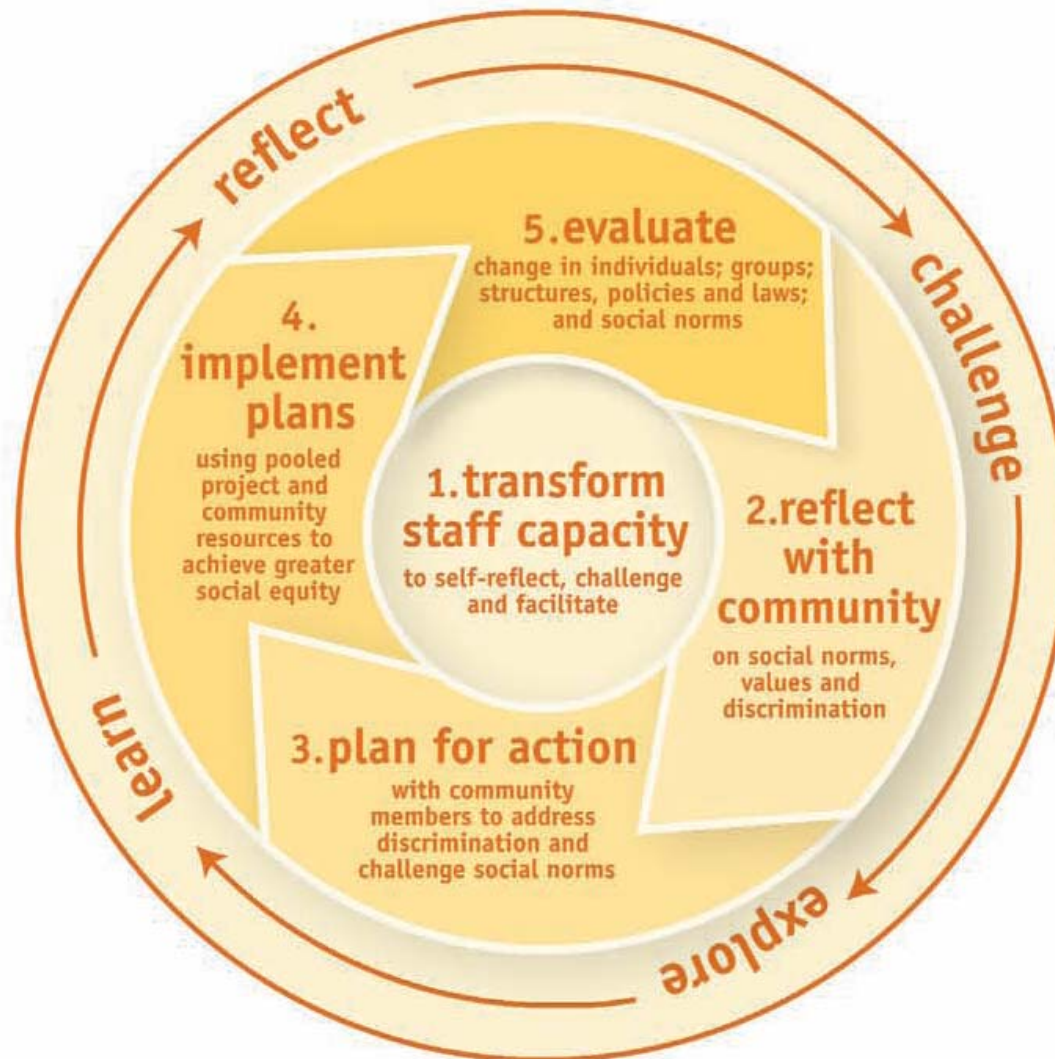 reflect
challenge
explore
learn
1.transform
staff capacity
to self-reflect, challenge
and facilitate
2.reflect
with
community
on social norms,
values and
discrimination
3.plan for action
with community
members to address
discrimination and
challenge social norms
4.
implement
plans
using pooled
project and
community
resources to
achieve greater
social equity
5.evaluate
change in individuals; groups;
structures, policies and laws;
and social norms